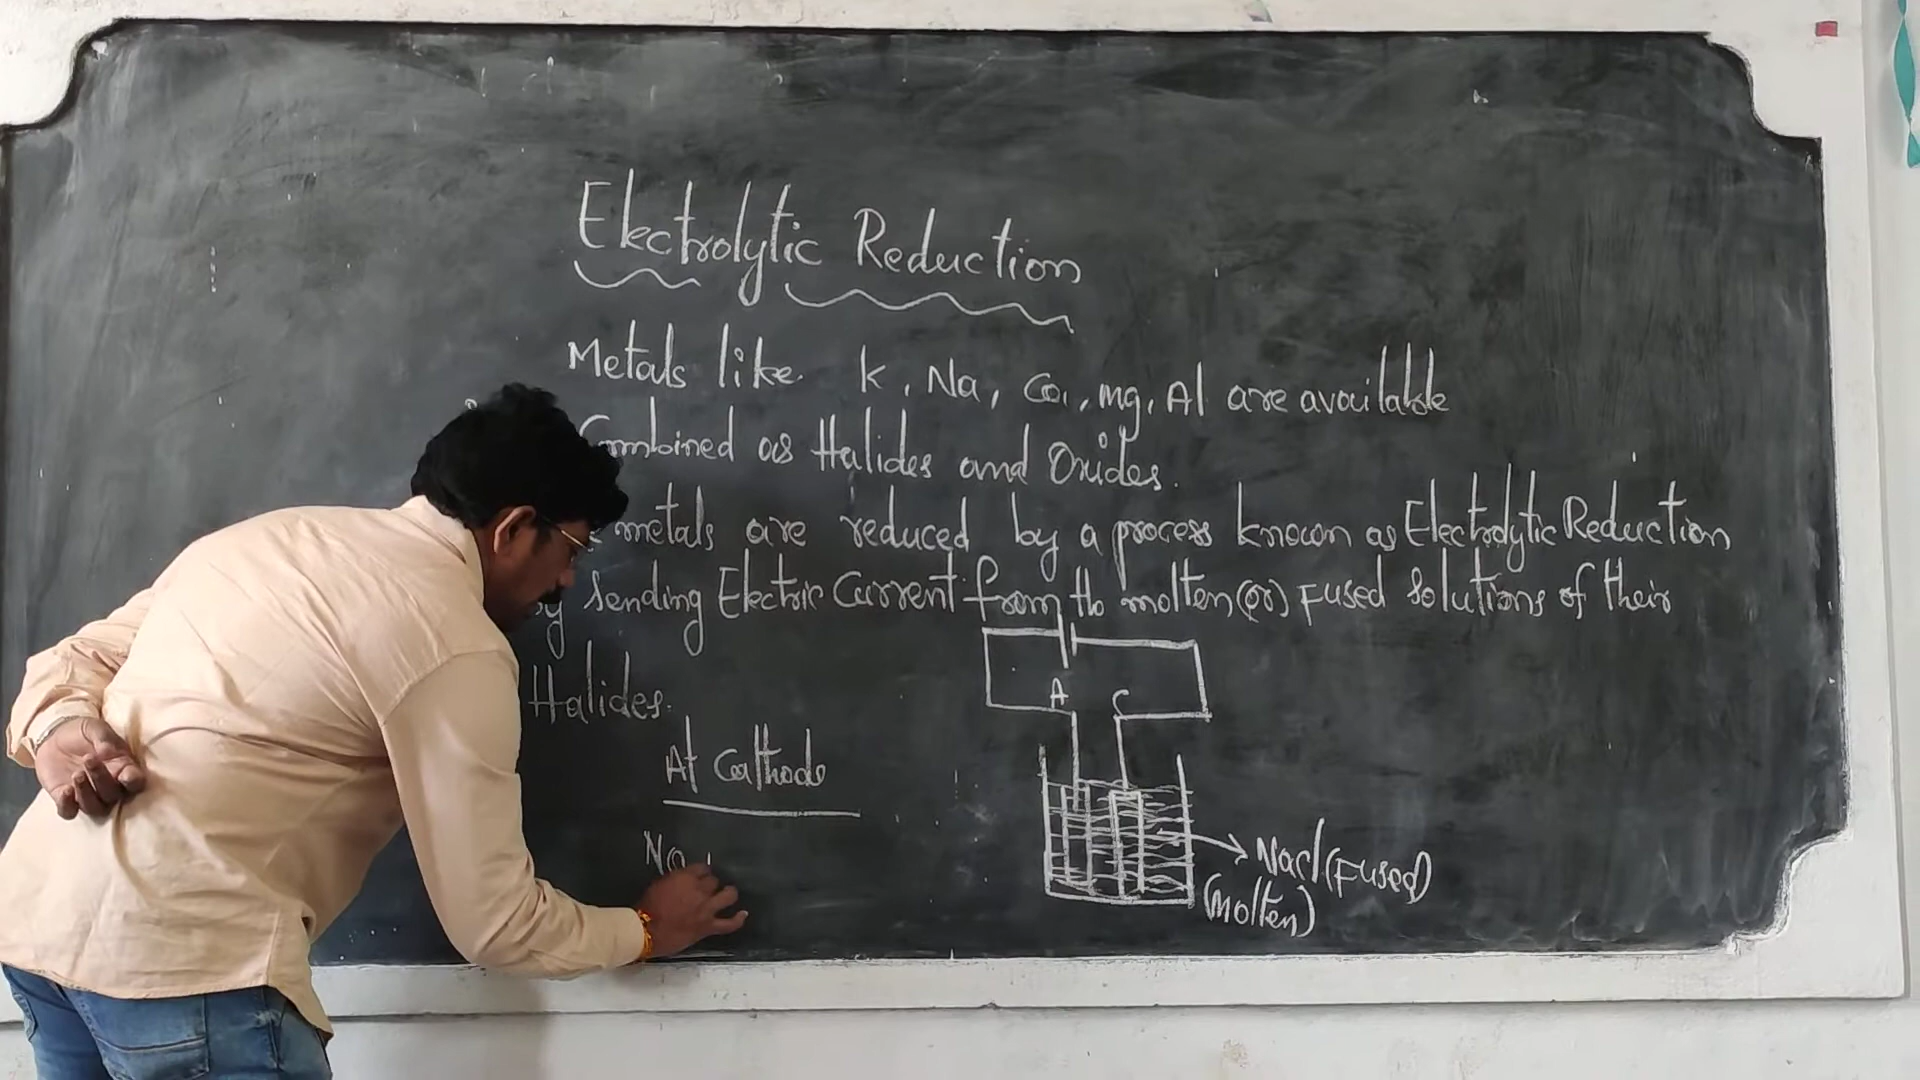 Electrolytic Reduction
Metals like K, Na, Ca, mg, Al are available
Combined as Halides and Oxides.
metals are reduced by a process known as Electrolytic Reduction
by Sending Electric Current from the molten (or) Fused Solutions of their
Halides.
A C
At Cathode
Na
NaCl (Fused)
(Molten)